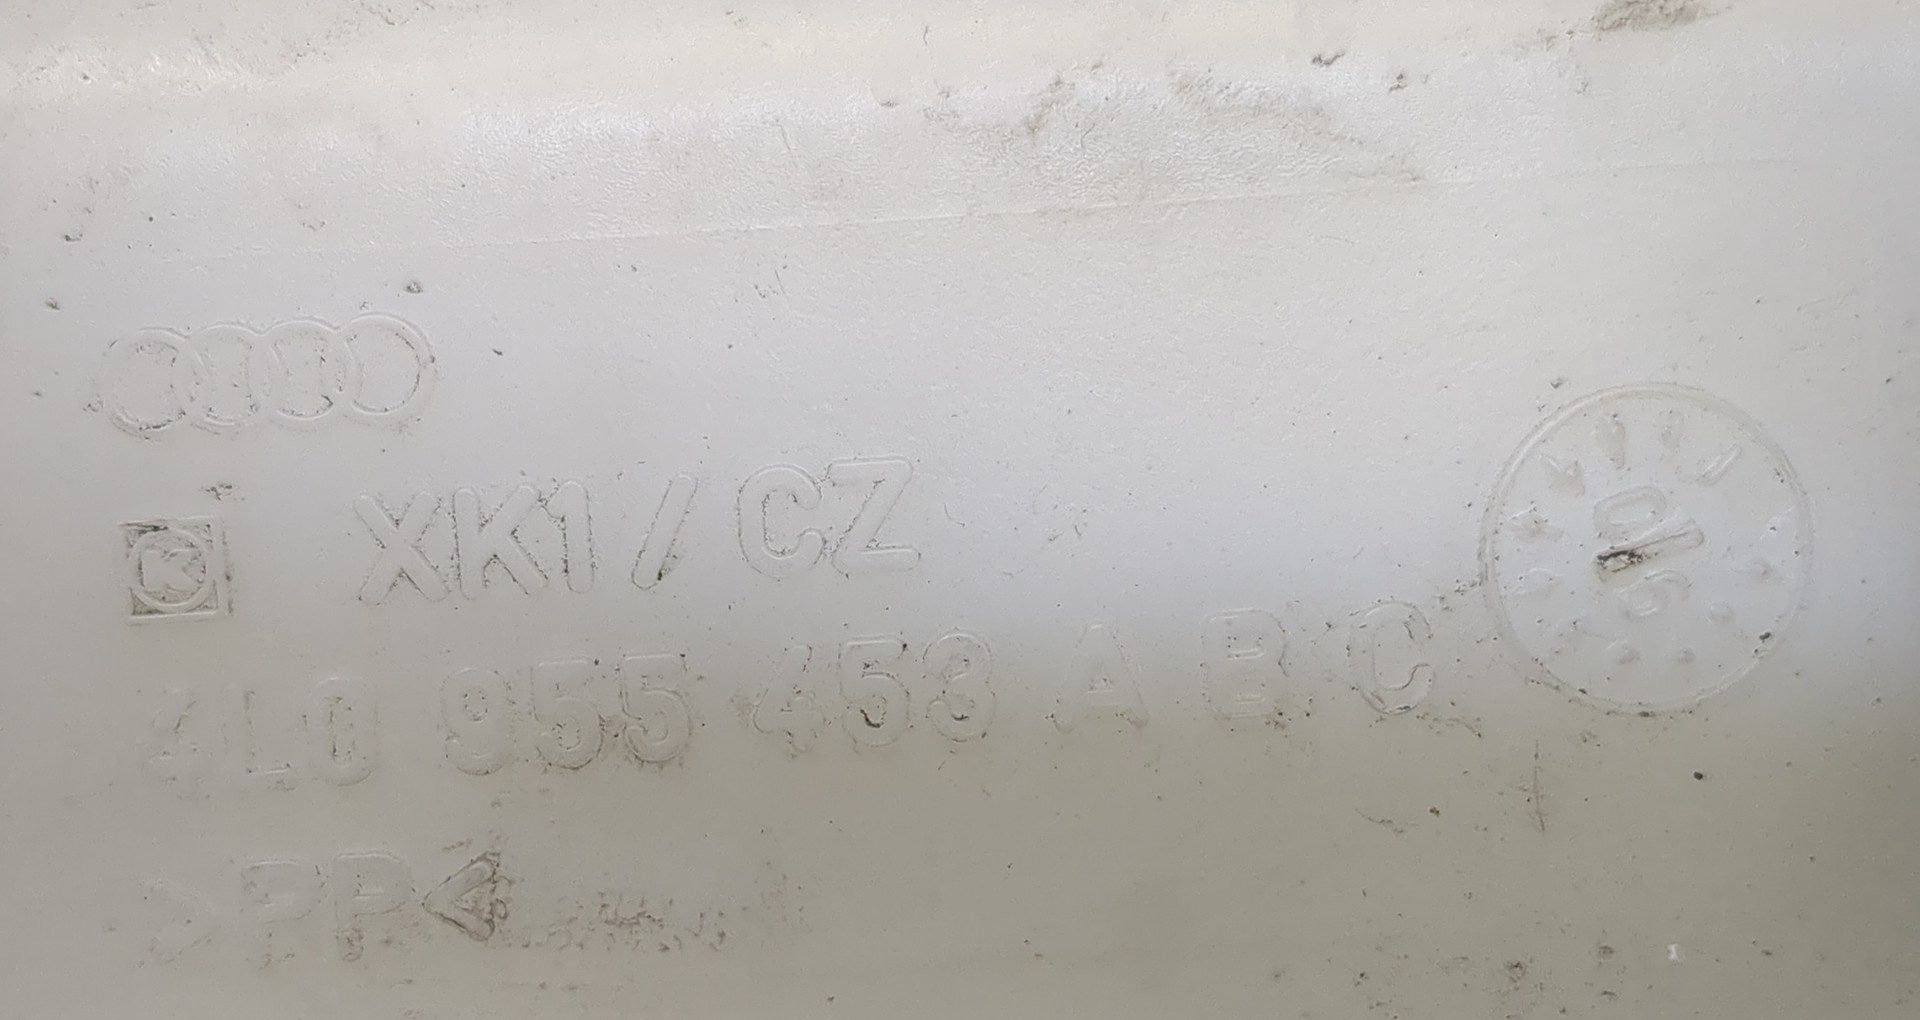 K XK1 / CZ
4L0 955 453 A B C
>PP<